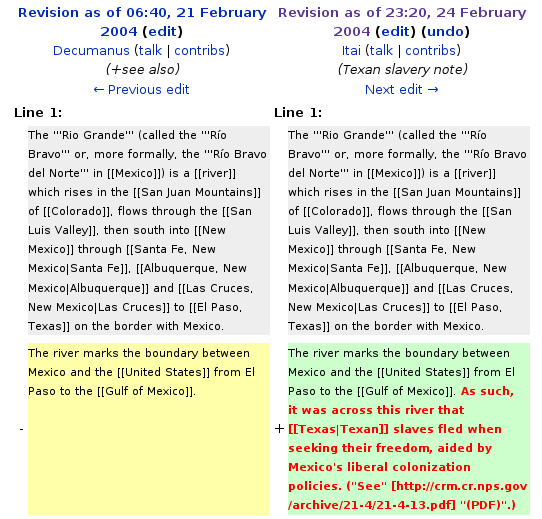 Revision as of 06:40, 21 February
2004 (edit)
Decumanus (talk | contribs)
(+see also)
← Previous edit
Line 1:
The '''Rio Grande''' (called the '''Río
Bravo''' or, more formally, the '''Río Bravo
del Norte''' in [[Mexico]]) is a [[river]]
which rises in the [[San Juan Mountains]]
of [[Colorado]], flows through the [[San
Luis Valley]], then south into [[New
Mexico]] through [[Santa Fe, New
Mexico|Santa Fe]], [[Albuquerque, New
Mexico|Albuquerque]] and [[Las Cruces,
New Mexico|Las Cruces]] to [[El Paso,
Texas]] on the border with Mexico.
-
The river marks the boundary between
Mexico and the [[United States]] from El
Paso to the [[Gulf of Mexico]].
Revision as of 23:20, 24 February
2004 (edit) (undo)
Itai (talk | contribs)
(Texan slavery note)
Next edit →
Line 1:
The '''Rio Grande''' (called the '''Río
Bravo''' or, more formally, the '''Río Bravo
del Norte''' in [[Mexico]]) is a [[river]]
which rises in the [[San Juan Mountains]]
of [[Colorado]], flows through the [[San
Luis Valley]], then south into [[New
Mexico]] through [[Santa Fe, New
Mexico|Santa Fe]], [[Albuquerque, New
Mexico|Albuquerque]] and [[Las Cruces,
New Mexico|Las Cruces]] to [[El Paso,
Texas]] on the border with Mexico.
+
The river marks the boundary between
Mexico and the [[United States]] from El
Paso to the [[Gulf of Mexico]]. As such,
it was across this river that
[[Texas|Texan]] slaves fled when
seeking their freedom, aided by
Mexico's liberal colonization
policies. (''See'' [http://crm.cr.nps.gov
/archive/21-4/21-4-13.pdf] ''(PDF)''.)